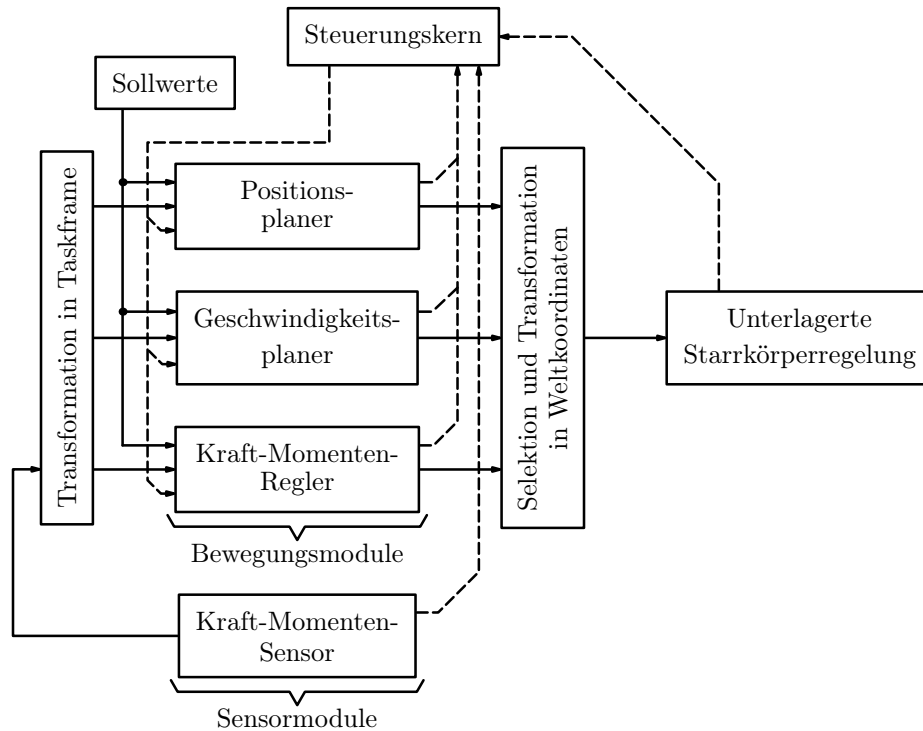 Steuerungskern
Sollwerte
Transformation in Taskframe
Positions-
planer
Geschwindigkeits-
planer
Kraft-Momenten-
Regler
Bewegungsmodule
Kraft-Momenten-
Sensor
Sensormodule
Selektion und Transformation
in Weltkoordinaten
Unterlagerte
Starrkörperregelung